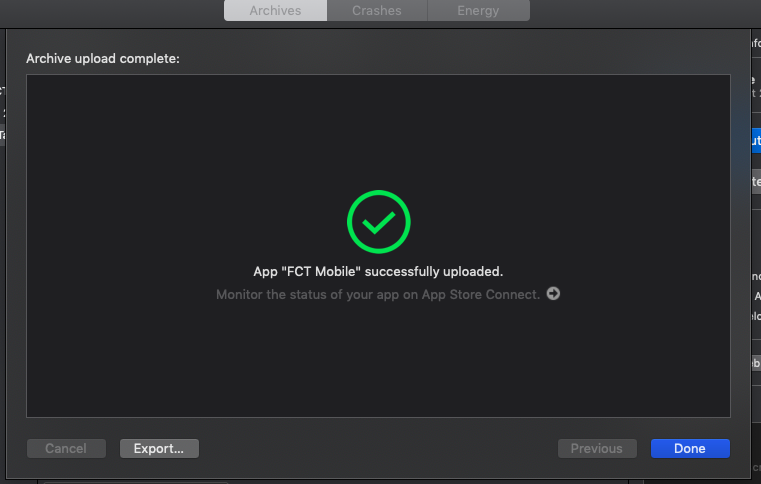 Archives
Crashes
Energy
Archive upload complete:
App "FCT Mobile" successfully uploaded.
Monitor the status of your app on App Store Connect.
Cancel
Export...
Previous
Done